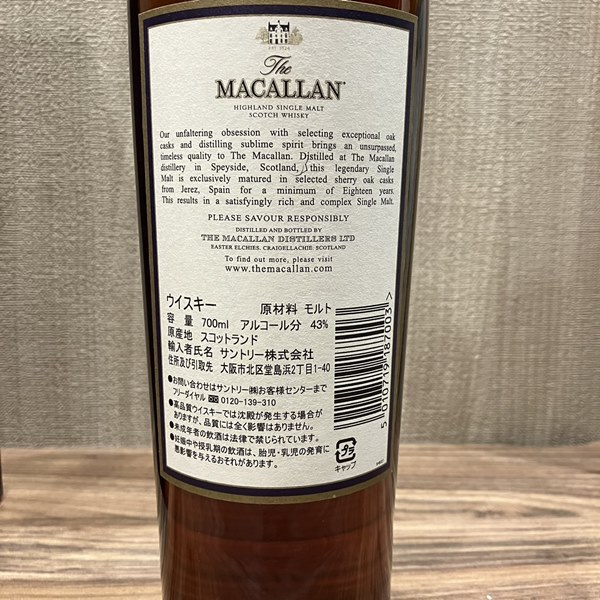 EST. 1824
The
MACALLAN
HIGHLAND SINGLE MALT
SCOTCH WHISKY
Our unfaltering obsession with selecting exceptional oak
casks and distilling sublime spirit brings an unsurpassed,
timeless quality to The Macallan. Distilled at The Macallan
distillery in Speyside, Scotland, this legendary Single
Malt is exclusively matured in selected sherry oak casks
from Jerez, Spain for a minimum of Eighteen years.
This results in a satisfyingly rich and complex Single Malt.
PLEASE SAVOUR RESPONSIBLY
DISTILLED AND BOTTLED BY
THE MACALLAN DISTILLERS LTD
EASTER ELCHIES, CRAIGELLACHIE, SCOTLAND
To find out more, please visit
www.themacallan.com
ウイスキー 原材料 モルト
容量 700ml アルコール分 43%
原産地 スコットランド
輸入者氏名 サントリー株式会社
住所及び引取先 大阪市北区堂島浜2丁目1-40
●お問い合わせはサントリー㈱お客様センターまで
フリーダイヤル 0120-139-310
●高品質ウイスキーでは沈殿が発生する場合が
ありますが、品質には全く影響はありません。
●未成年者の飲酒は法律で禁じられています。
●妊娠中や授乳期の飲酒は、胎児・乳児の発育に
悪影響を与えるおそれがあります。
5 010719 187003 >
プラ
キャップ